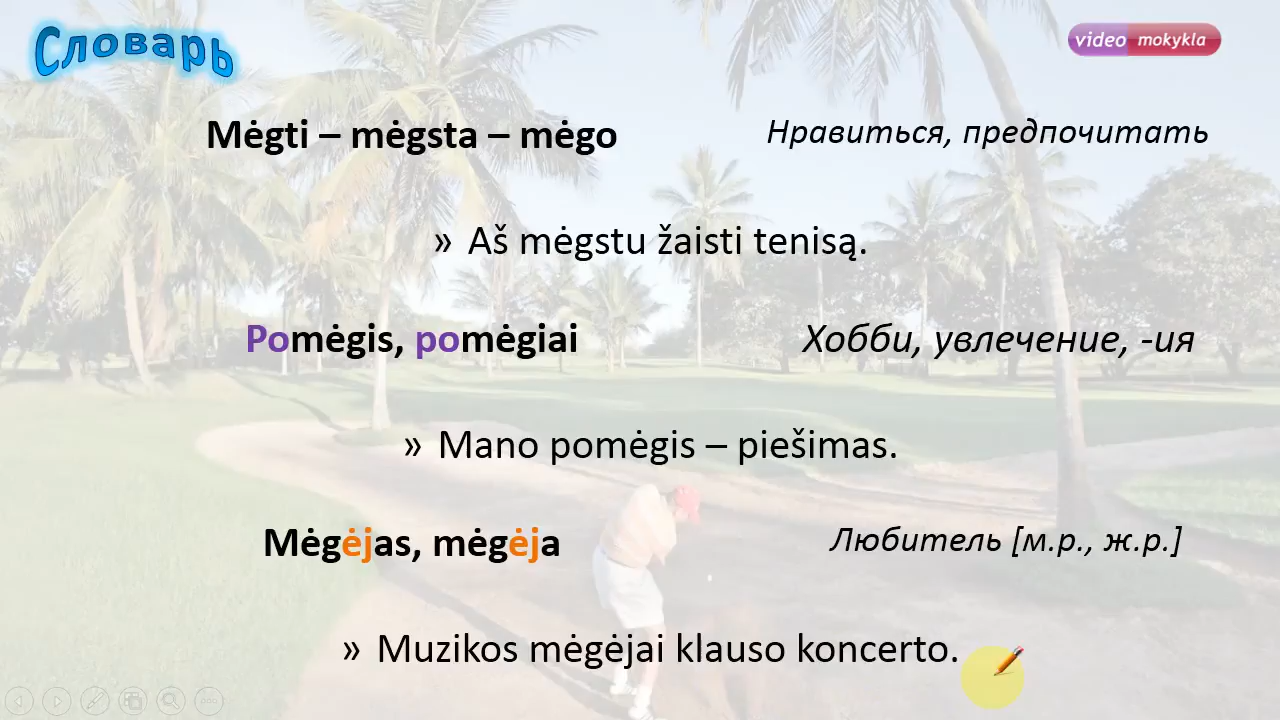 Словарь
video mokykla
Mėgti – mėgsta – mėgo
Нравиться, предпочитать
» Aš mėgstu žaisti tenisą.
Pomėgis, pomėgiai
Хобби, увлечение, -ия
» Mano pomėgis – piešimas.
Mėgėjas, mėgėja
Любитель [м.р., ж.р.]
» Muzikos mėgėjai klauso koncerto.